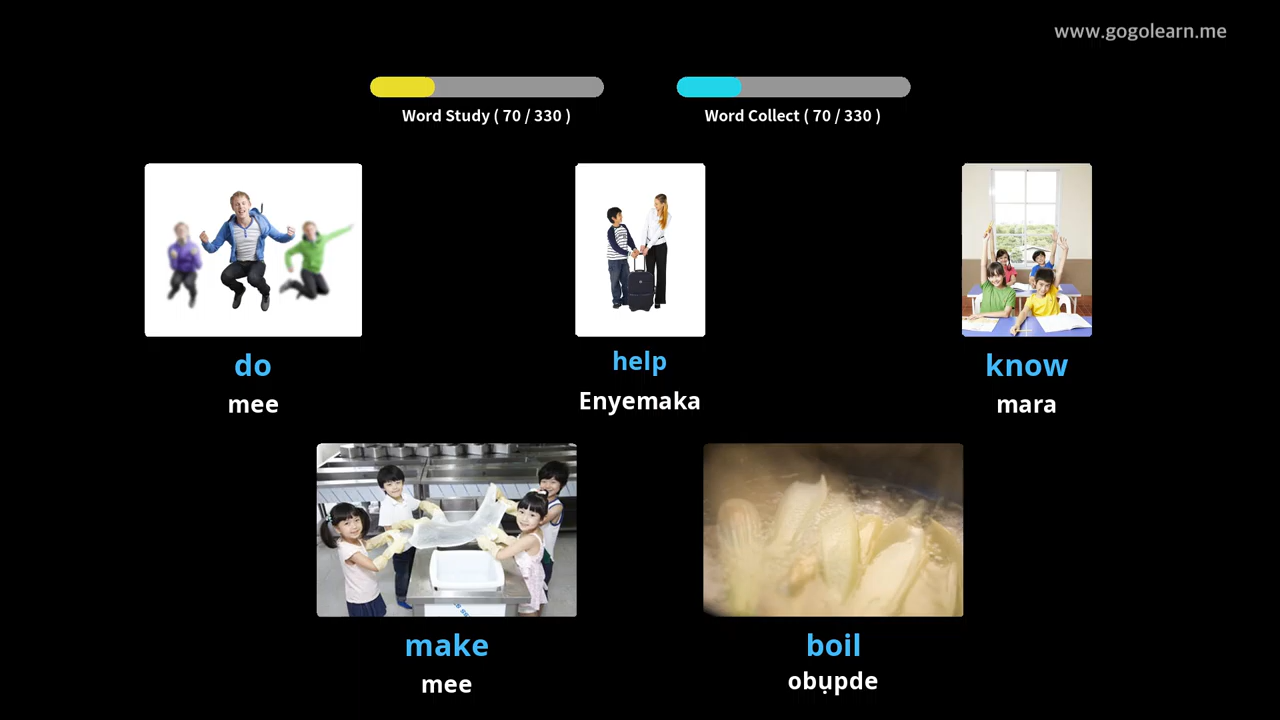 www.gogolearn.me
Word Study ( 70 / 330 )
Word Collect ( 70 / 330 )
do
mee
help
Enyemaka
know
mara
make
mee
boil
obụpde